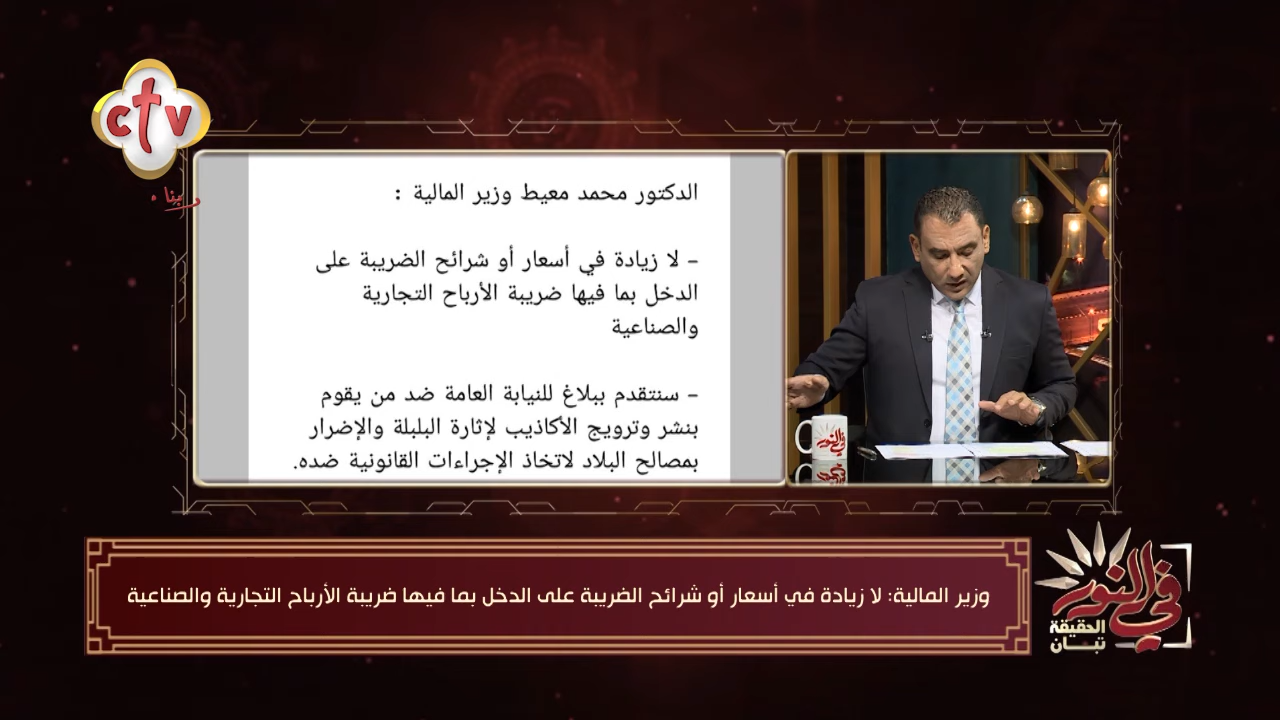 ctv
الدكتور محمد معيط وزير المالية :
– لا زيادة في أسعار أو شرائح الضريبة على
الدخل بما فيها ضريبة الأرباح التجارية
والصناعية
– سنتقدم ببلاغ للنيابة العامة ضد من يقوم
بنشر وترويج الأكاذيب لإثارة البلبلة والإضرار
بمصالح البلاد لاتخاذ الإجراءات القانونية ضده.
في النور
وزير المالية: لا زيادة في أسعار أو شرائح الضريبة على الدخل بما فيها ضريبة الأرباح التجارية والصناعية
في النور
الحقيقة
تبان